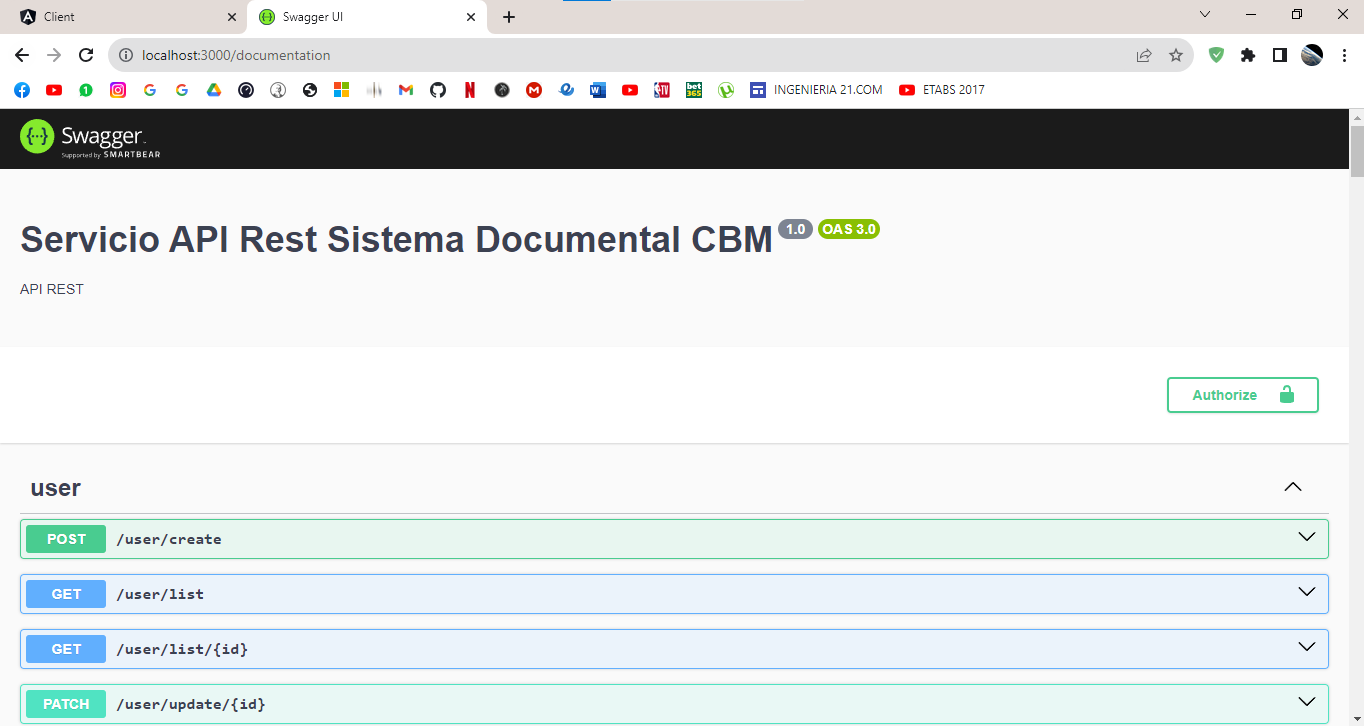 Client
Swagger UI
localhost:3000/documentation
INGENIERIA 21.COM
ETABS 2017
Swagger
Supported by SMARTBEAR
Servicio API Rest Sistema Documental CBM 1.0 OAS 3.0
API REST
Authorize
user
POST /user/create
GET /user/list
GET /user/list/{id}
PATCH /user/update/{id}